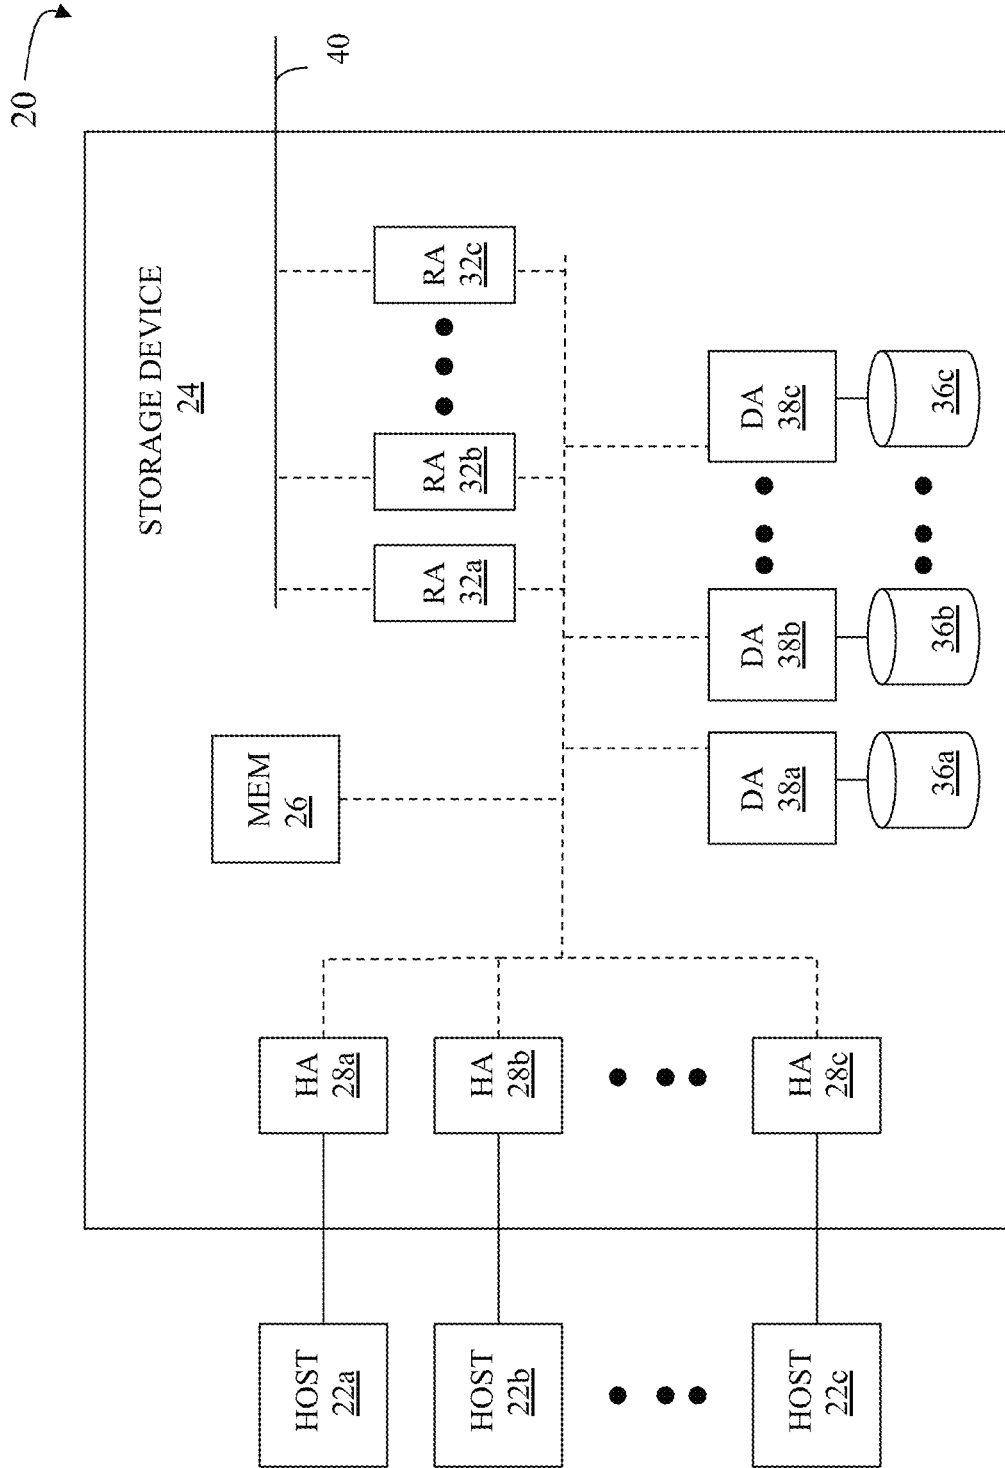 20
STORAGE DEVICE
24
40
MEM
26
RA
32a
RA
32b
RA
32c
HOST
22a
HA
28a
HOST
22b
HA
28b
HOST
22c
HA
28c
DA
38a
DA
38b
DA
38c
36a
36b
36c